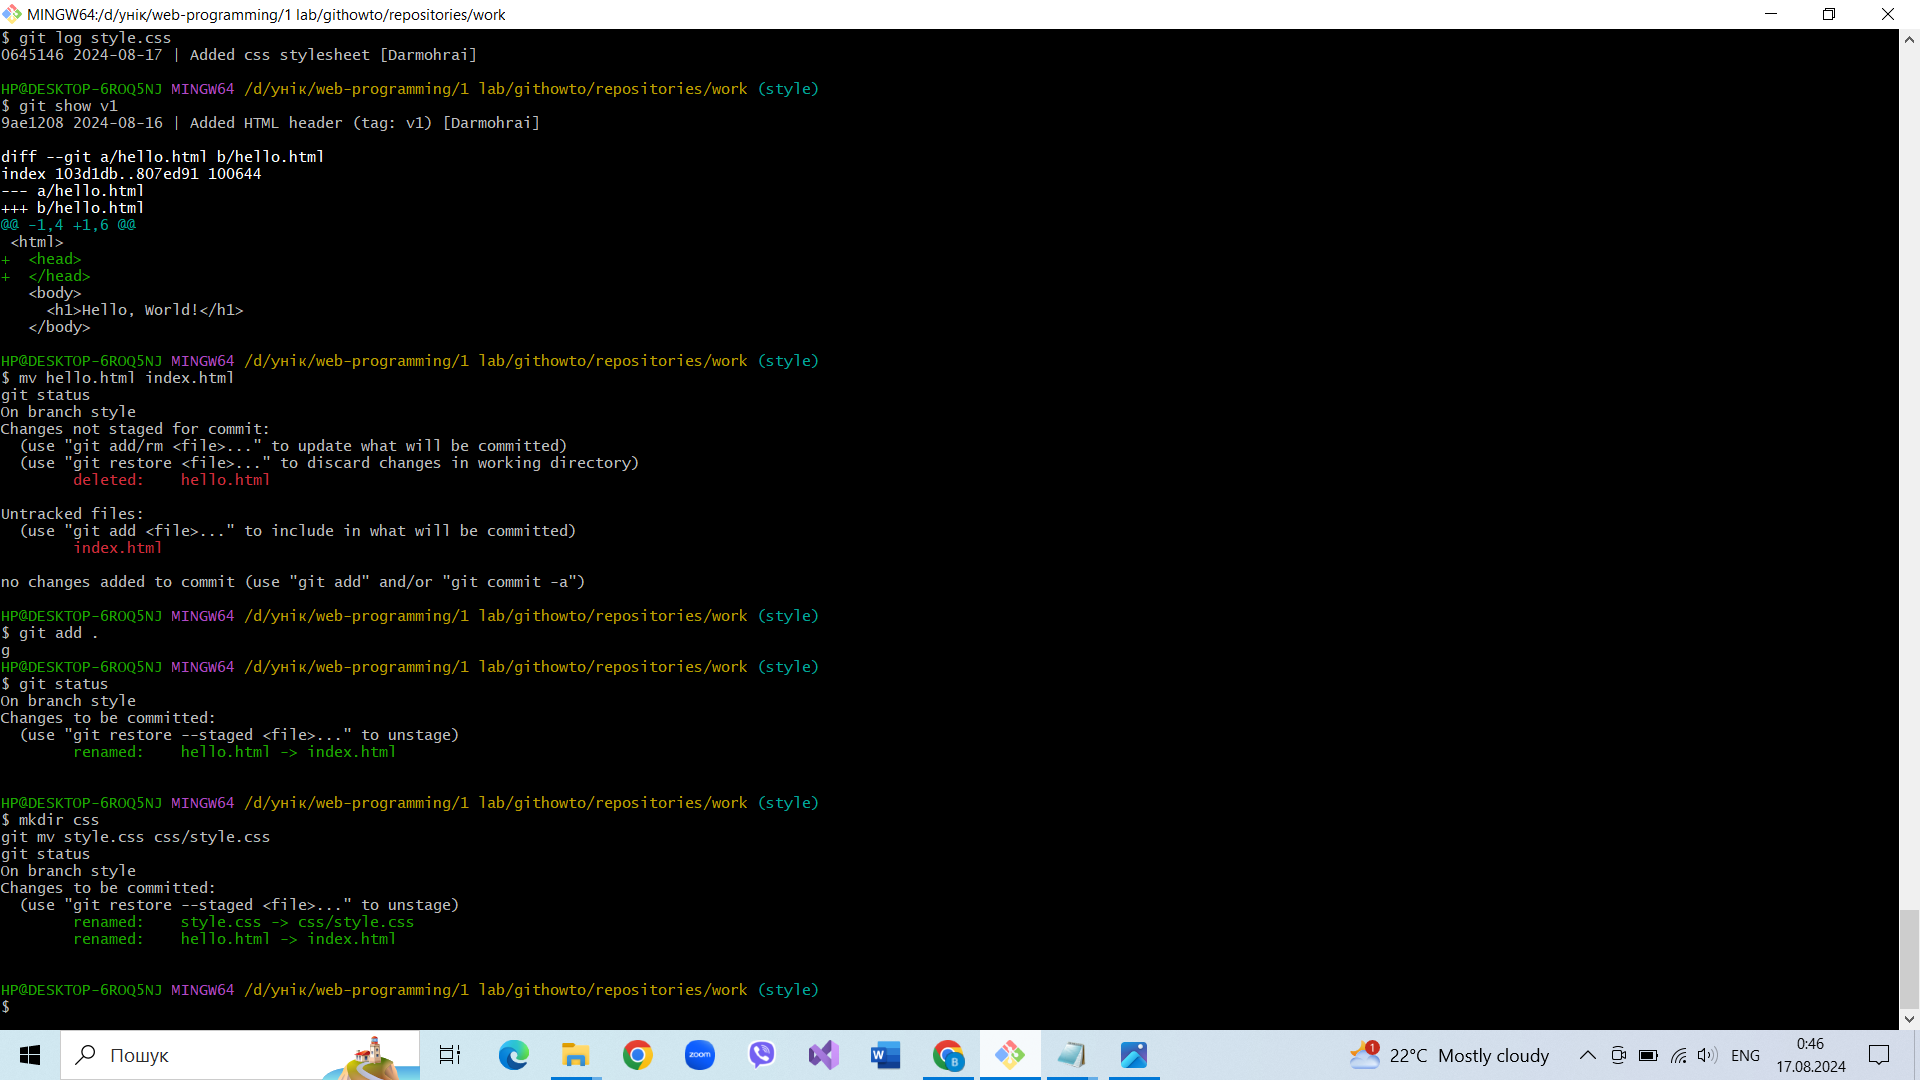 MINGW64:/d/унік/web-programming/1 lab/githowto/repositories/work
$ git log style.css
0645146 2024-08-17 | Added css stylesheet [Darmohrai]

HP@DESKTOP-6ROQ5NJ MINGW64 /d/унік/web-programming/1 lab/githowto/repositories/work (style)
$ git show v1
9ae1208 2024-08-16 | Added HTML header (tag: v1) [Darmohrai]

diff --git a/hello.html b/hello.html
index 103d1db..807ed91 100644
--- a/hello.html
+++ b/hello.html
@@ -1,4 +1,6 @@
 <html>
+  <head>
+  </head>
   <body>
     <h1>Hello, World!</h1>
   </body>

HP@DESKTOP-6ROQ5NJ MINGW64 /d/унік/web-programming/1 lab/githowto/repositories/work (style)
$ mv hello.html index.html
git status
On branch style
Changes not staged for commit:
  (use "git add/rm <file>..." to update what will be committed)
  (use "git restore <file>..." to discard changes in working directory)
        deleted:    hello.html

Untracked files:
  (use "git add <file>..." to include in what will be committed)
        index.html

no changes added to commit (use "git add" and/or "git commit -a")

HP@DESKTOP-6ROQ5NJ MINGW64 /d/унік/web-programming/1 lab/githowto/repositories/work (style)
$ git add .
g
HP@DESKTOP-6ROQ5NJ MINGW64 /d/унік/web-programming/1 lab/githowto/repositories/work (style)
$ git status
On branch style
Changes to be committed:
  (use "git restore --staged <file>..." to unstage)
        renamed:    hello.html -> index.html

HP@DESKTOP-6ROQ5NJ MINGW64 /d/унік/web-programming/1 lab/githowto/repositories/work (style)
$ mkdir css
git mv style.css css/style.css
git status
On branch style
Changes to be committed:
  (use "git restore --staged <file>..." to unstage)
        renamed:    style.css -> css/style.css
        renamed:    hello.html -> index.html

HP@DESKTOP-6ROQ5NJ MINGW64 /d/унік/web-programming/1 lab/githowto/repositories/work (style)
$
Пошук
zoom
W
B
1
22°C Mostly cloudy
ENG
0:46
17.08.2024